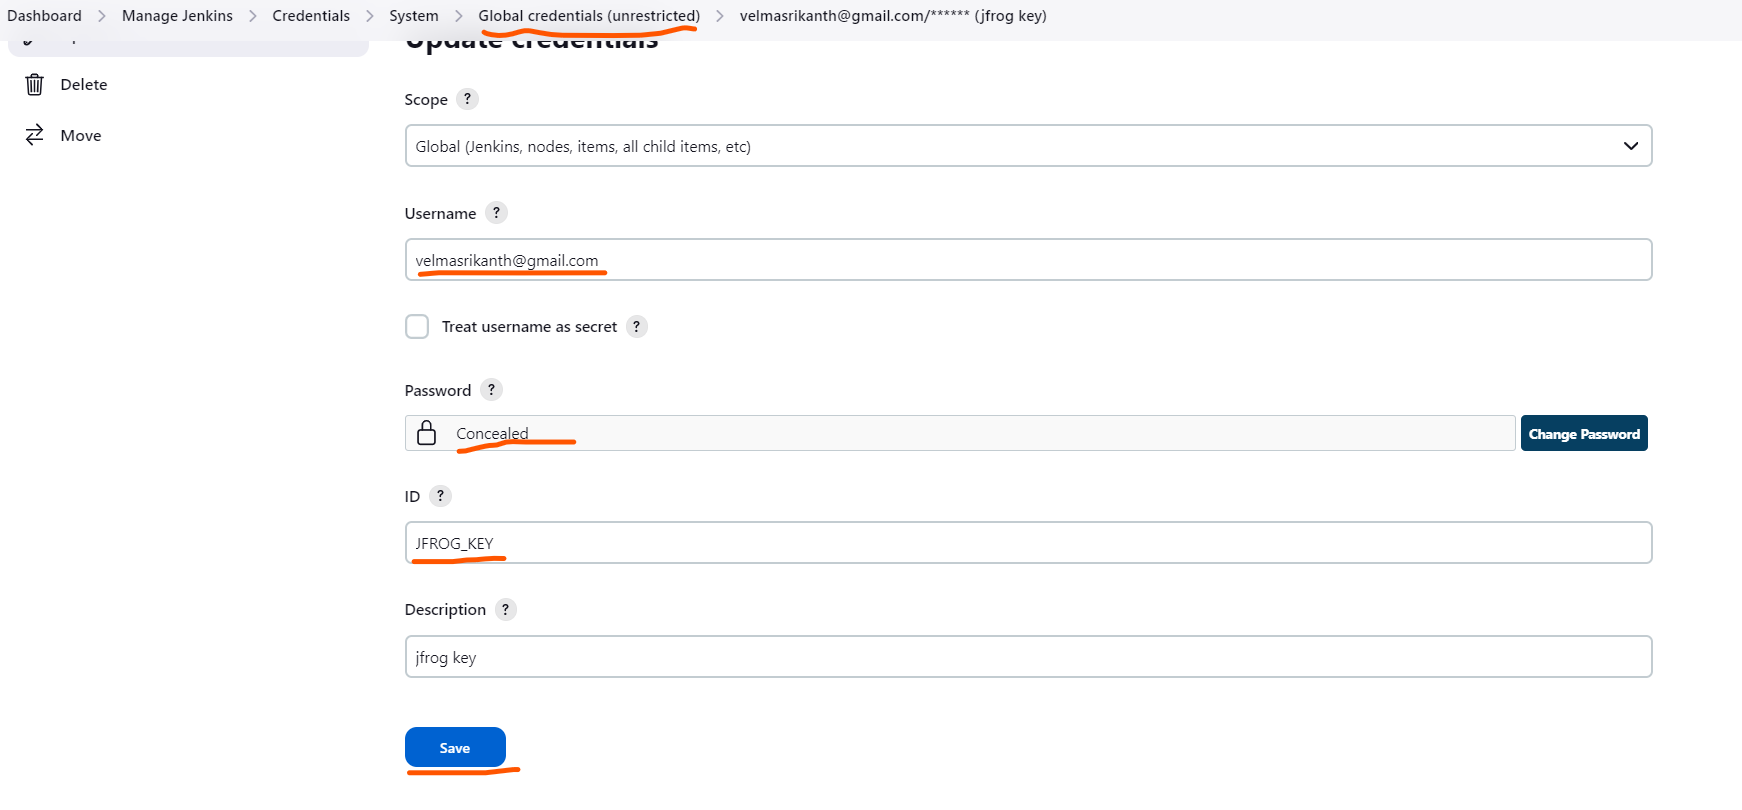 Dashboard > Manage Jenkins > Credentials > System > Global credentials (unrestricted) > velmasrikanth@gmail.com/****** (jfrog key)
Update credentials
Delete
Move
Scope ?
Global (Jenkins, nodes, items, all child items, etc)
Username ?
velmasrikanth@gmail.com
Treat username as secret ?
Password ?
Concealed
Change Password
ID ?
JFROG_KEY
Description ?
jfrog key
Save